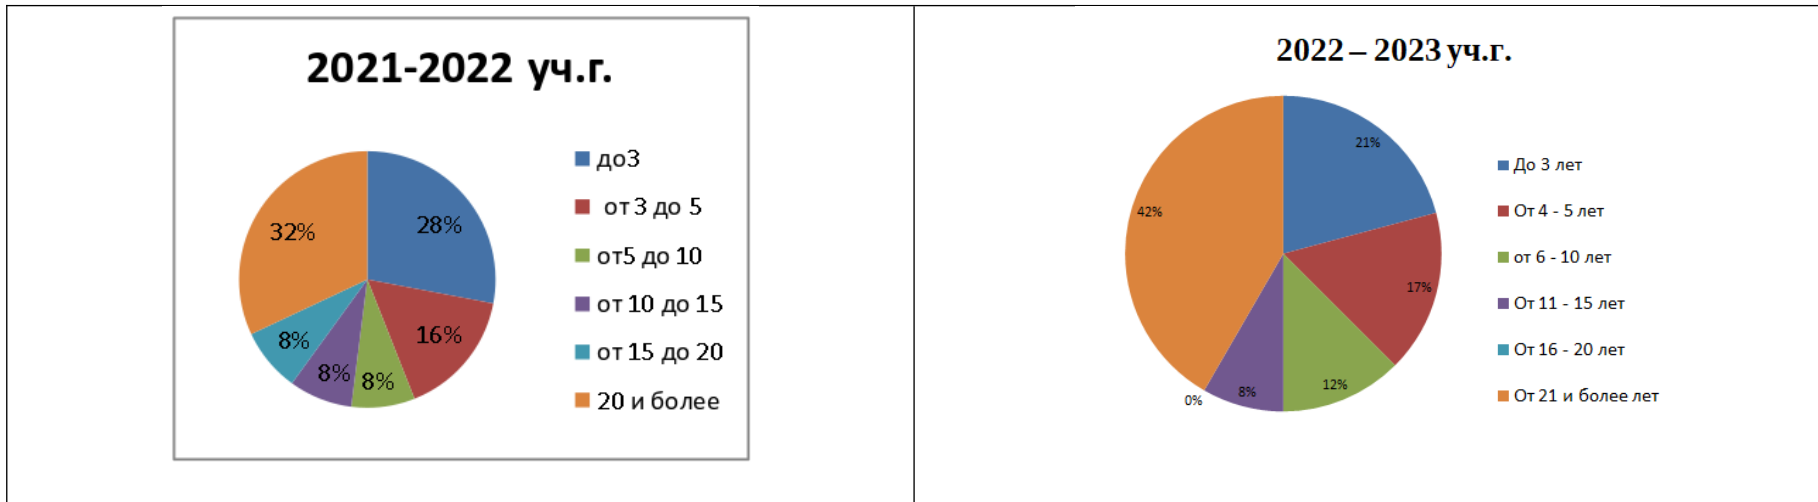 2021-2022 уч.г.
28%
16%
8%
8%
8%
32%
до3
от 3 до 5
от5 до 10
от 10 до 15
от 15 до 20
20 и более
2022 – 2023 уч.г.
21%
17%
12%
8%
0%
42%
До 3 лет
От 4 - 5 лет
от 6 - 10 лет
От 11 - 15 лет
От 16 - 20 лет
От 21 и более лет